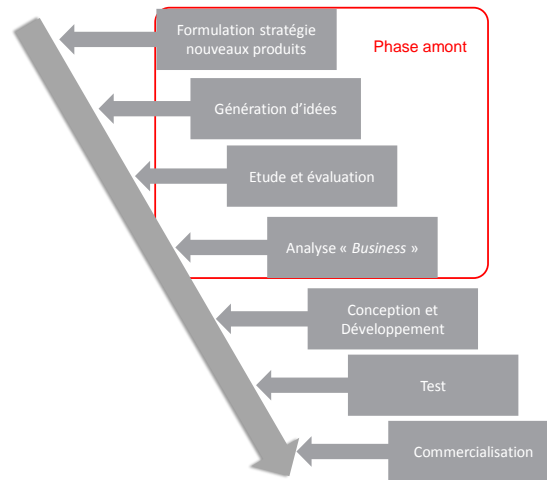 Formulation stratégie
nouveaux produits
Phase amont
Génération d'idées
Etude et évaluation
Analyse « Business »
Conception et
Développement
Test
Commercialisation